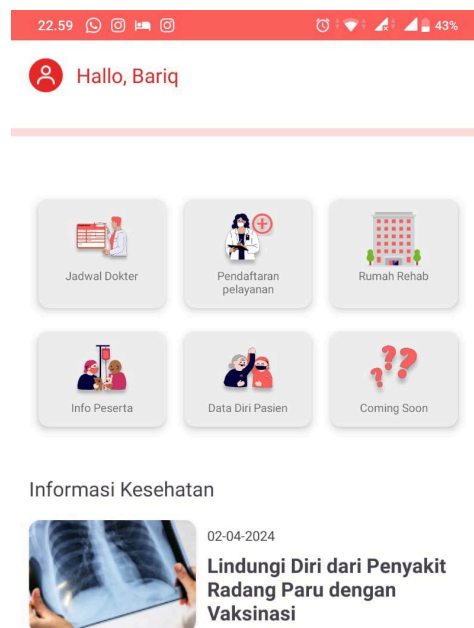 22.59 43%
Hallo, Bariq
Jadwal Dokter
Pendaftaran
pelayanan
Rumah Rehab
Info Peserta
Data Diri Pasien
Coming Soon
Informasi Kesehatan
02-04-2024
Lindungi Diri dari Penyakit
Radang Paru dengan
Vaksinasi